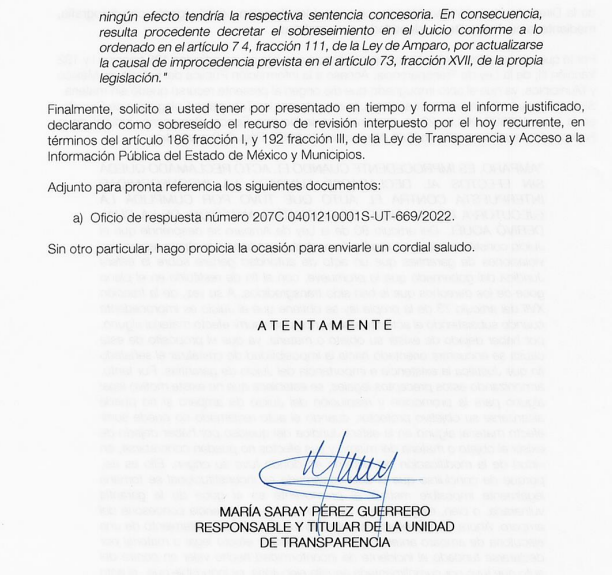 ningún efecto tendría la respectiva sentencia concesoria. En consecuencia,
resulta procedente decretar el sobreseimiento en el Juicio conforme a lo
ordenado en el artículo 7 4, fracción 111, de la Ley de Amparo, por actualizarse
la causal de improcedencia prevista en el artículo 73, fracción XVII, de la propia
legislación."
Finalmente, solicito a usted tener por presentado en tiempo y forma el informe justificado,
declarando como sobreseído el recurso de revisión interpuesto por el hoy recurrente, en
términos del artículo 186 fracción I, y 192 fracción III, de la Ley de Transparencia y Acceso a la
Información Pública del Estado de México y Municipios.
Adjunto para pronta referencia los siguientes documentos:
a) Oficio de respuesta número 207C 0401210001S-UT-669/2022.
Sin otro particular, hago propicia la ocasión para enviarle un cordial saludo.
ATENTAMENTE
MARÍA SARAY PÉREZ GUERRERO
RESPONSABLE Y TITULAR DE LA UNIDAD
DE TRANSPARENCIA